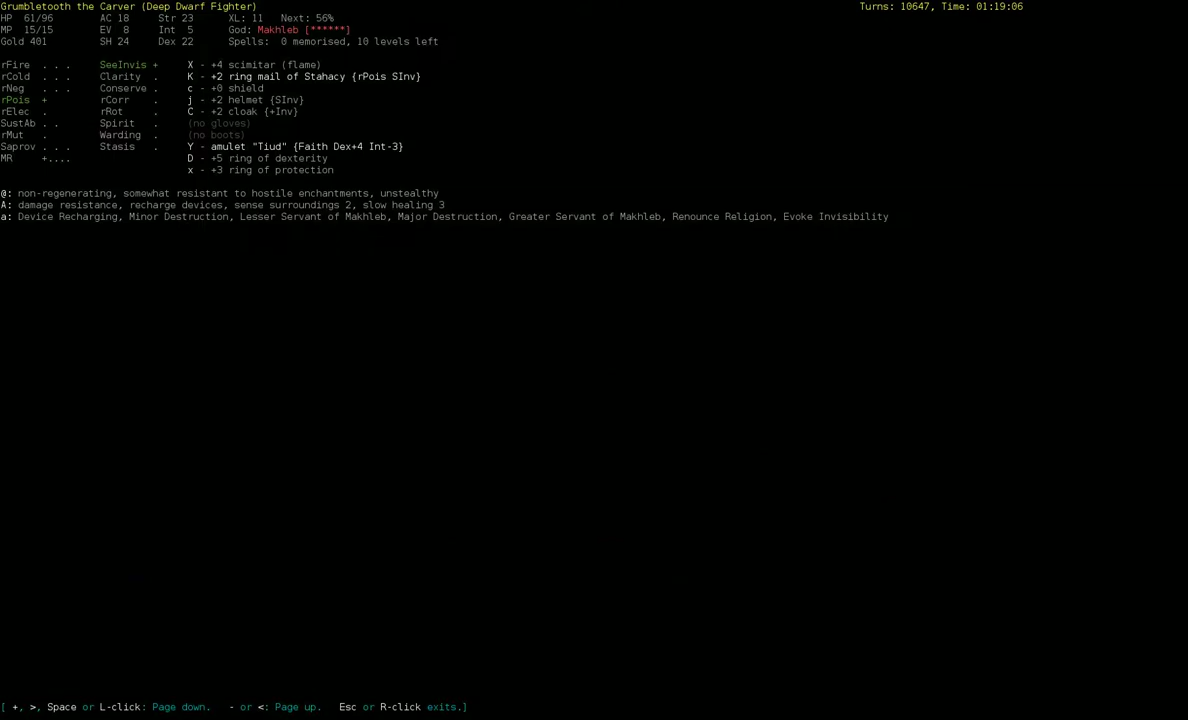 Grumbletooth the Carver (Deep Dwarf Fighter) Turns: 10647, Time: 01:19:06
HP 61/96 AC 18 Str 23 XL: 11 Next: 56%
MP 15/15 EV 8 Int 5 God: Makhleb [******]
Gold 401 SH 24 Dex 22 Spells: 0 memorised, 10 levels left
rFire . . . SeeInvis + X - +4 scimitar (flame)
rCold . . . Clarity . K - +2 ring mail of Stahacy {rPois SInv}
rNeg . . . Conserve . c - +0 shield
rPois + rCorr . j - +2 helmet {SInv}
rElec . rRot . C - +2 cloak {+Inv}
SustAb . . Spirit . (no gloves)
rMut . Warding . (no boots)
Saprov . . . Stasis . Y - amulet "Tiud" {Faith Dex+4 Int-3}
MR +.... D - +5 ring of dexterity
x - +3 ring of protection
@: non-regenerating, somewhat resistant to hostile enchantments, unstealthy
A: damage resistance, recharge devices, sense surroundings 2, slow healing 3
a: Device Recharging, Minor Destruction, Lesser Servant of Makhleb, Major Destruction, Greater Servant of Makhleb, Renounce Religion, Evoke Invisibility
[ +, >, Space or L-click: Page down. - or <: Page up. Esc or R-click exits.]